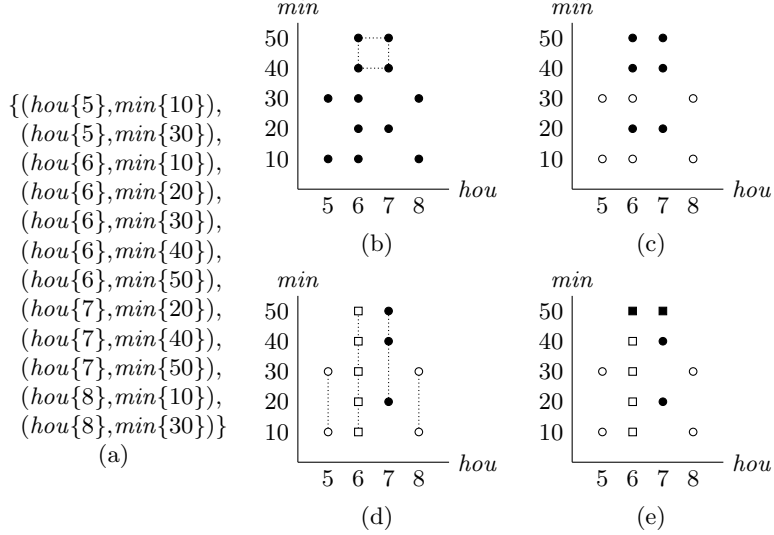 {(hou{5},min{10}),
(hou{5},min{30}),
(hou{6},min{10}),
(hou{6},min{20}),
(hou{6},min{30}),
(hou{6},min{40}),
(hou{6},min{50}),
(hou{7},min{20}),
(hou{7},min{40}),
(hou{7},min{50}),
(hou{8},min{10}),
(hou{8},min{30})}
(a)
min
50
40
30
20
10
hou
5 6 7 8
(b)
min
50
40
30
20
10
hou
5 6 7 8
(c)
min
50
40
30
20
10
hou
5 6 7 8
(d)
min
50
40
30
20
10
hou
5 6 7 8
(e)